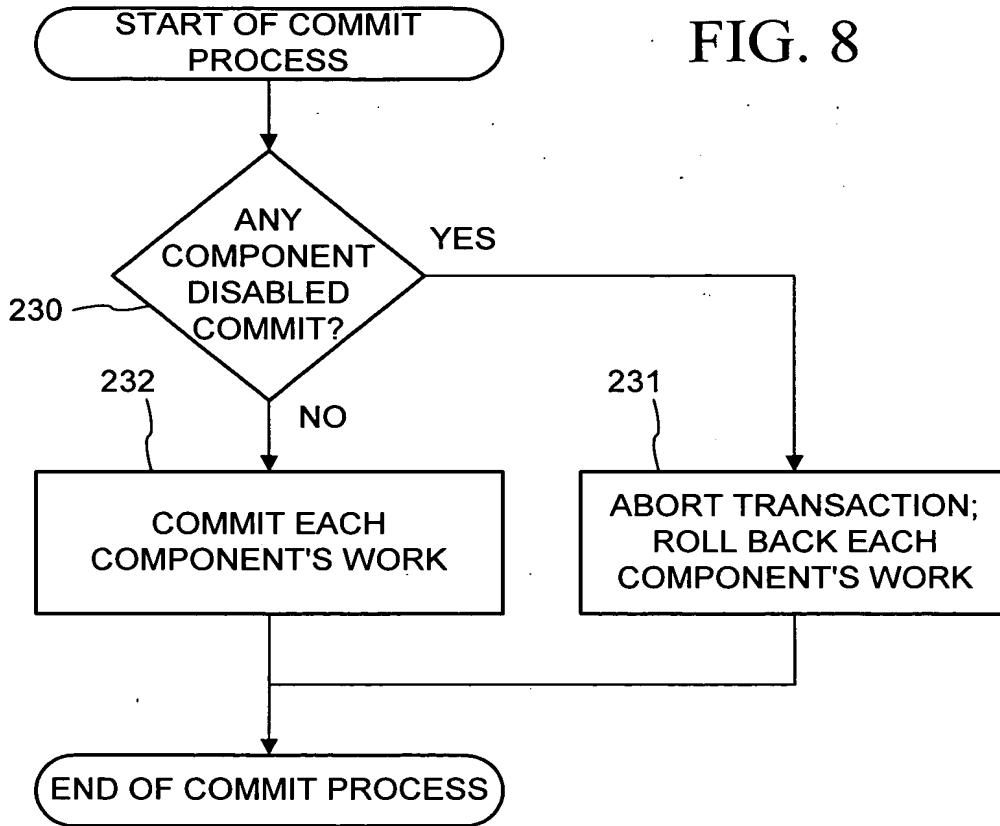 START OF COMMIT
PROCESS
FIG. 8
ANY
COMPONENT
DISABLED
COMMIT?
YES
230
232
NO
231
COMMIT EACH
COMPONENT'S WORK
ABORT TRANSACTION;
ROLL BACK EACH
COMPONENT'S WORK
END OF COMMIT PROCESS